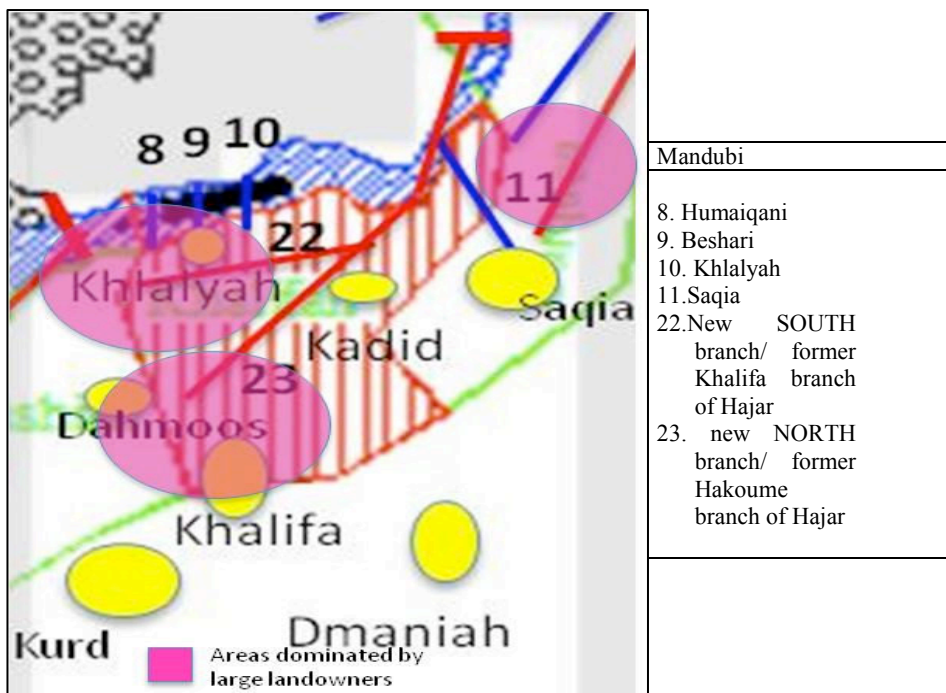 8 9 10
11
22
Khlalyah
Saqia
Kadid
23
Dahmoos
Khalifa
Dmaniah
Kurd
Areas dominated by
large landowners
Mandubi
8. Humaiqani
9. Beshari
10. Khlalyah
11.Saqia
22.New SOUTH
branch/ former
Khalifa branch
of Hajar
23. new NORTH
branch/ former
Hakoume
branch of Hajar